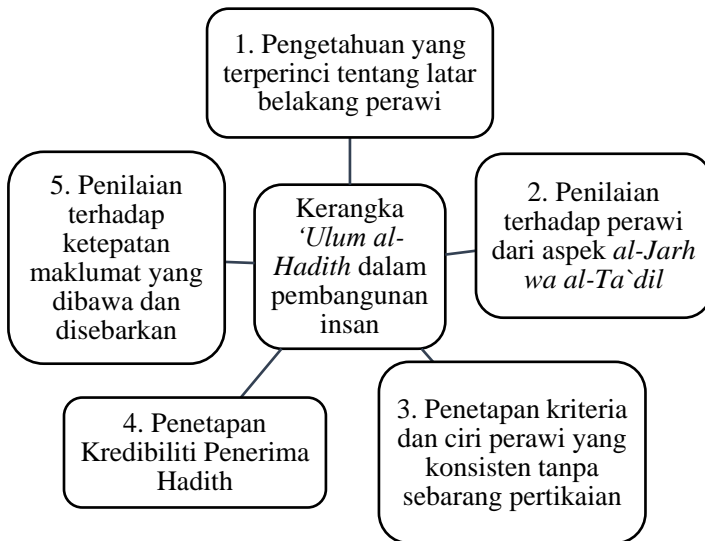 1. Pengetahuan yang
terperinci tentang latar
belakang perawi
Kerangka
‘Ulum al-
Hadith dalam
pembangunan
insan
2. Penilaian
terhadap perawi
dari aspek al-Jarh
wa al-Ta`dil
3. Penetapan kriteria
dan ciri perawi yang
konsisten tanpa
sebarang pertikaian
4. Penetapan
Kredibiliti Penerima
Hadith
5. Penilaian
terhadap
ketepatan
maklumat yang
dibawa dan
disebarkan